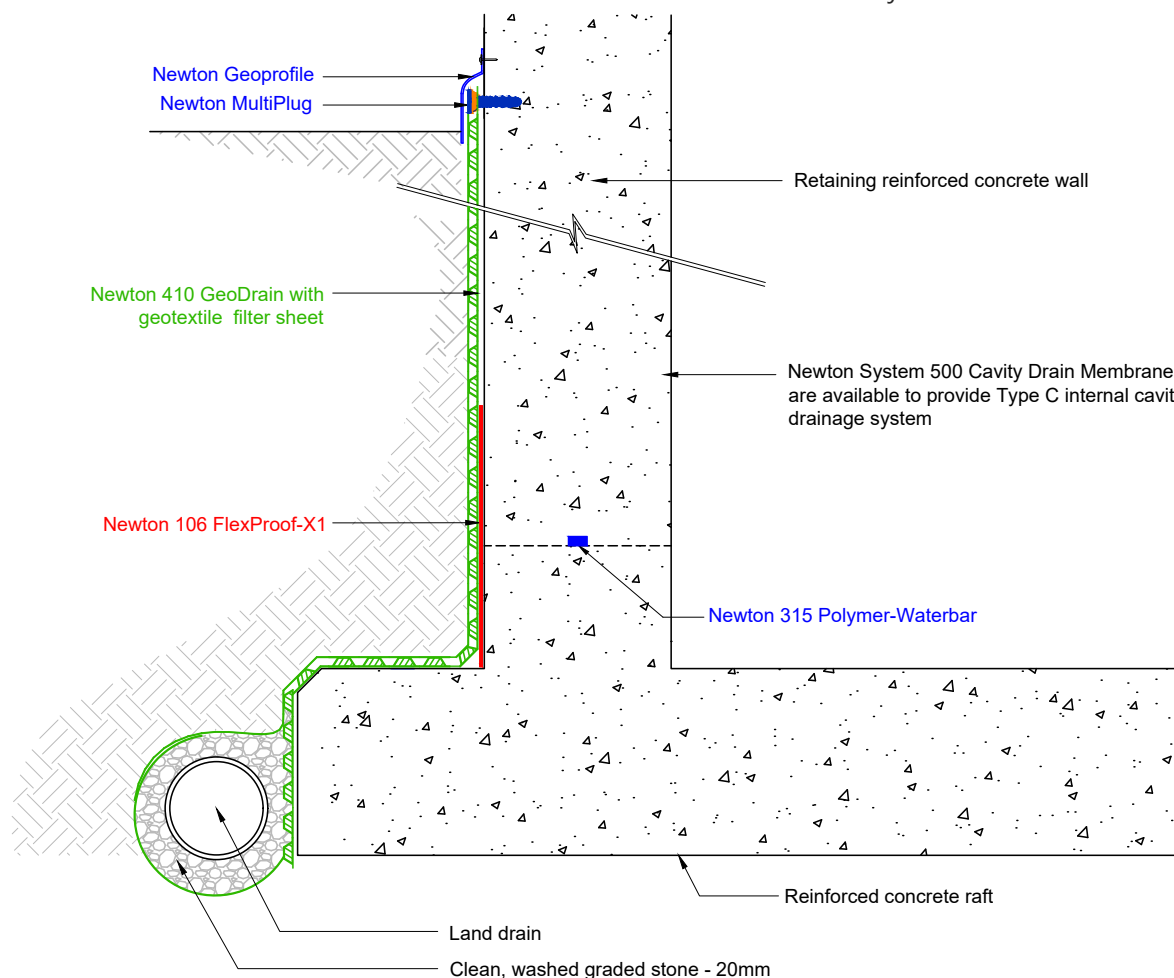 Newton Geoprofile
Newton MultiPlug
Retaining reinforced concrete wall
Newton 410 GeoDrain with
geotextile filter sheet
Newton System 500 Cavity Drain Membrane
are available to provide Type C internal cavit
drainage system
Newton 106 FlexProof-X1
Newton 315 Polymer-Waterbar
Reinforced concrete raft
Land drain
Clean, washed graded stone - 20mm